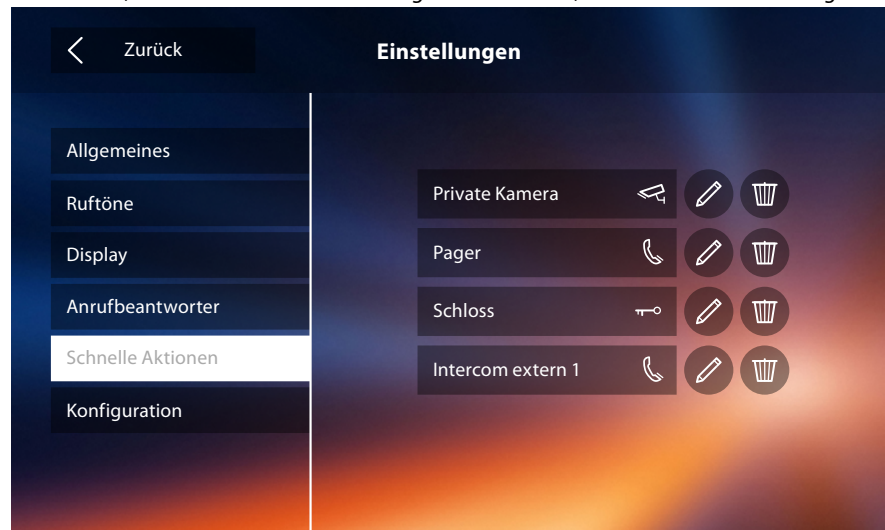 Zurück
Einstellungen
Allgemeines
Ruftöne
Display
Anrufbeantworter
Schnelle Aktionen
Konfiguration
Private Kamera
Pager
Schloss
Intercom extern 1